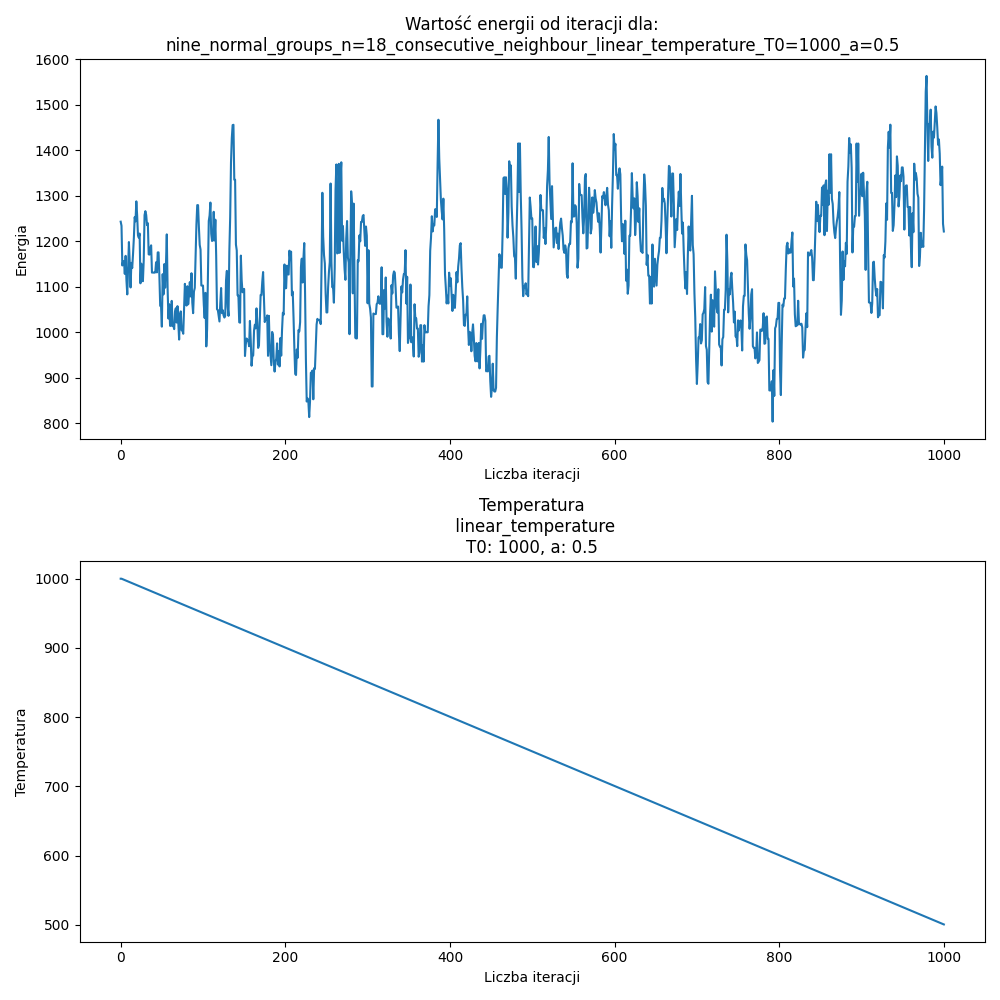 Wartość energii od iteracji dla:
nine_normal_groups_n=18_consecutive_neighbour_linear_temperature_T0=1000_a=0.5
1600
1500
1400
1300
1200
1100
1000
900
800
Energia
0 200 400 600 800 1000
Liczba iteracji
Temperatura
linear_temperature
T0: 1000, a: 0.5
1000
900
800
700
600
500
Temperatura
0 200 400 600 800 1000
Liczba iteracji